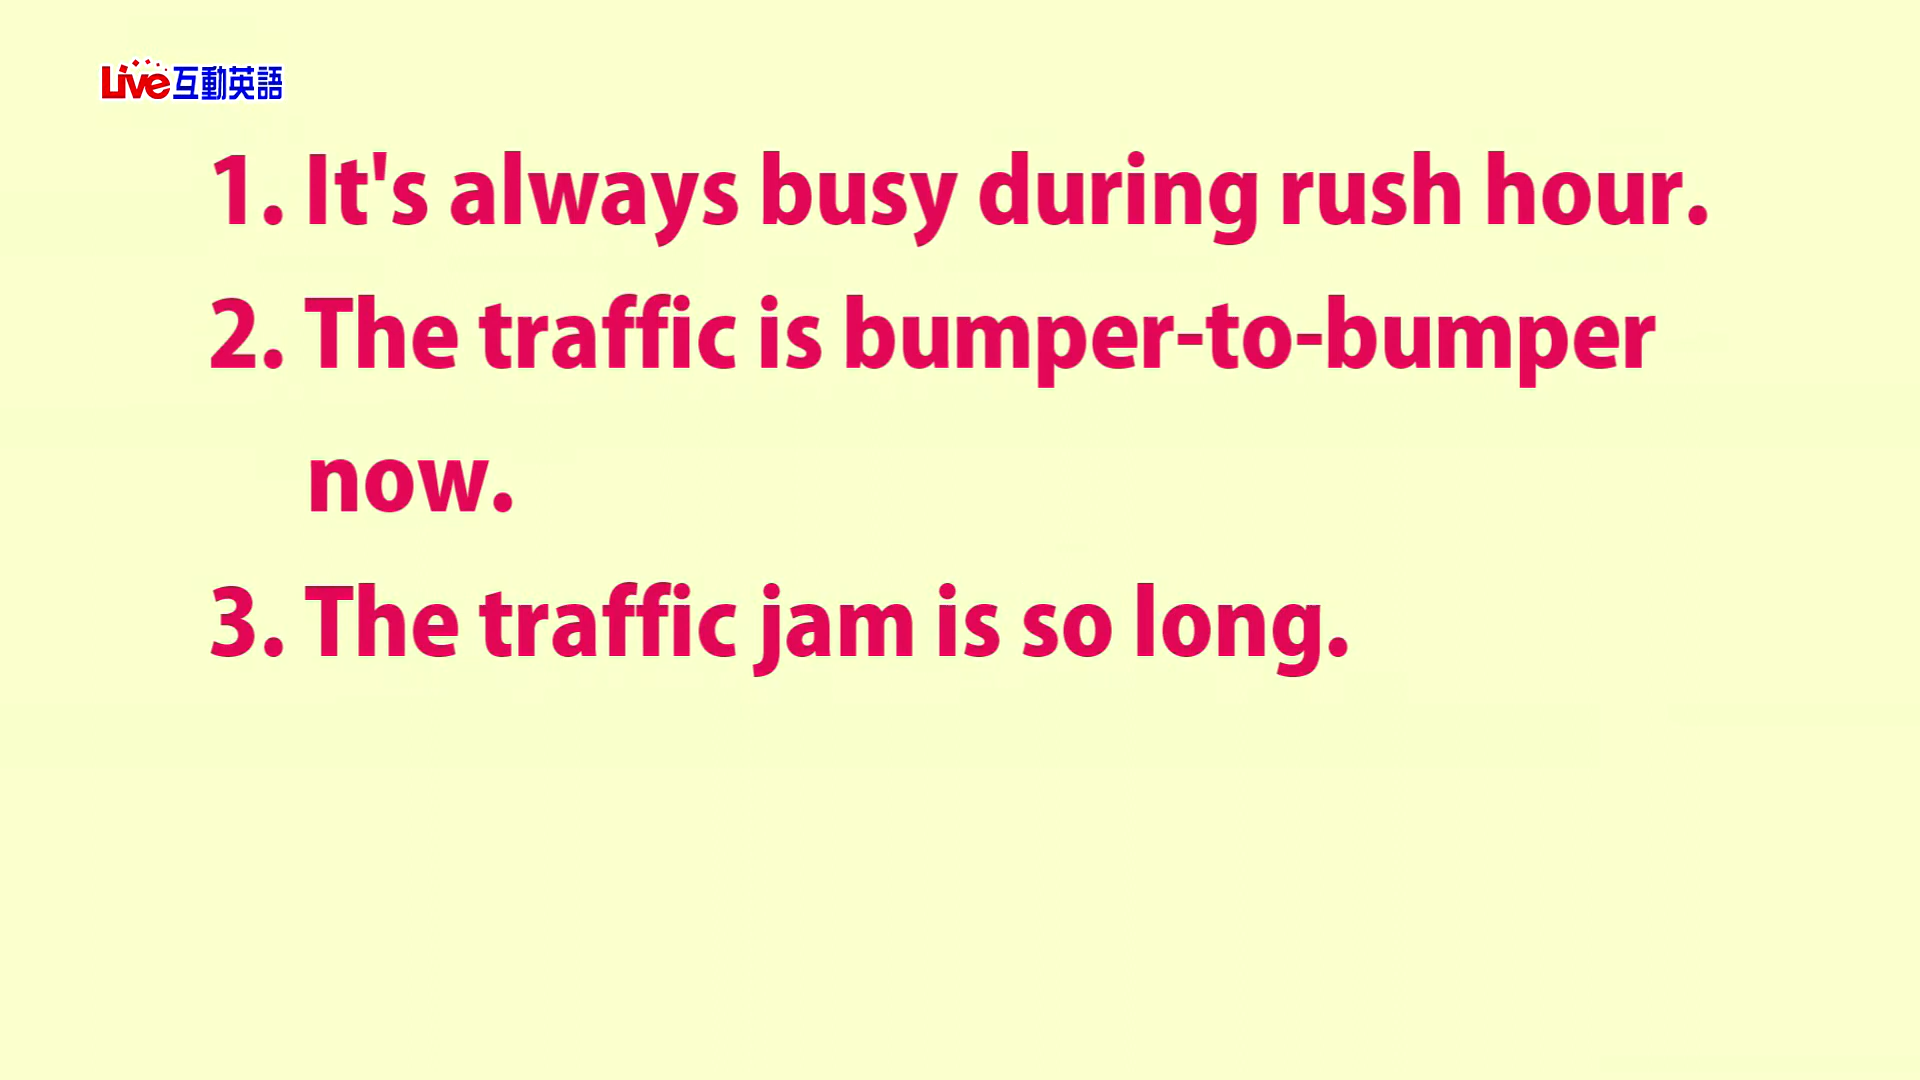 Live互動英語
1. It's always busy during rush hour.
2. The traffic is bumper-to-bumper
now.
3. The traffic jam is so long.